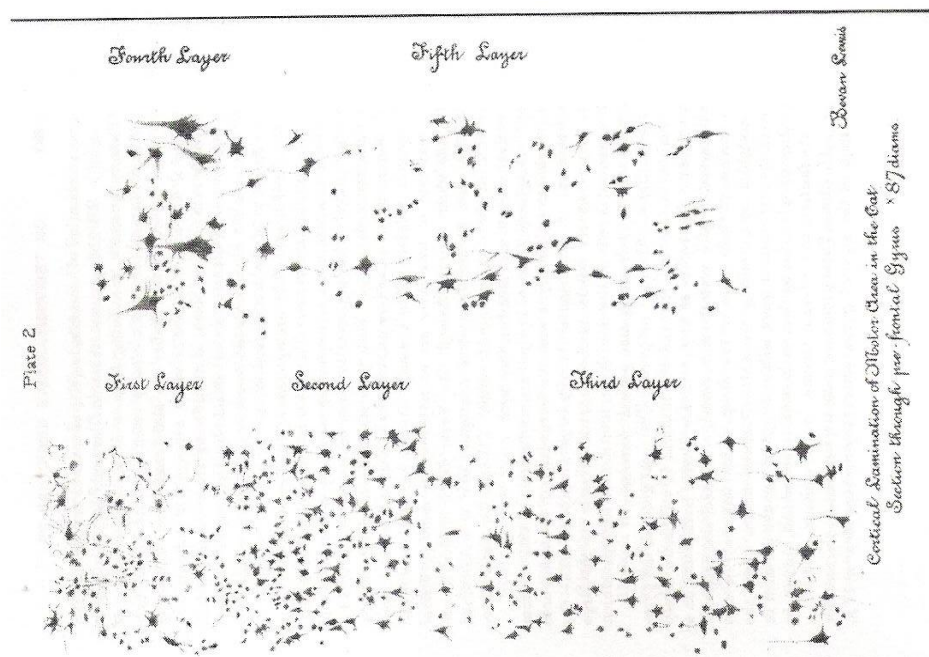 Plate 2
Fourth Layer
Fifth Layer
First Layer
Second Layer
Third Layer
Cortical Lamination of Motor Area in the Cat
Section through pre-frontal Gyrus × 87 diams
Bevan Lewis